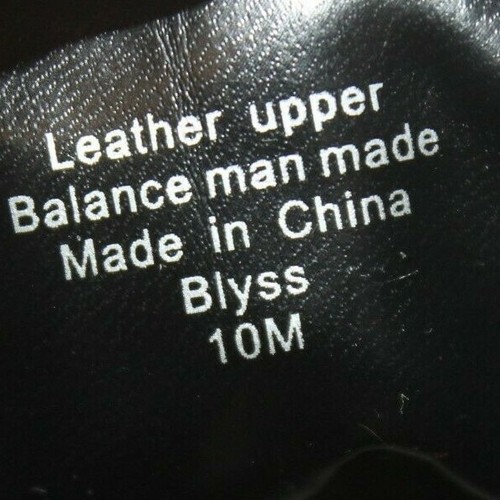 Leather upper
Balance man made
Made in China
Blyss
10M